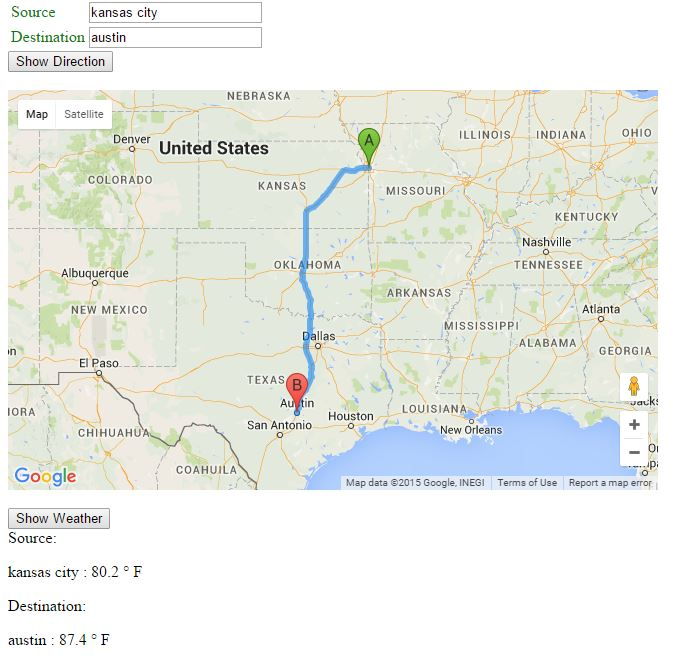 Source kansas city
Destination austin
Show Direction
NEBRASKA
Map Satellite
ILLINOIS INDIANA OHIO
Denver
United States
COLORADO
KANSAS
A
MISSOURI
KENTUCKY
Nashville
TENNESSEE
OKLAHOMA
Albuquerque
ARKANSAS
NEW MEXICO
Atlanta
MISSISSIPPI
Dallas
ALABAMA
GEORGIA
El Paso
TEXAS
B
Austin
LOUISIANA
Houston
San Antonio
New Orleans
CHIHUAHUA
COAHUILA
+
−
Google
Map data ©2015 Google, INEGI Terms of Use Report a map error
Show Weather
Source:
kansas city : 80.2 ° F
Destination:
austin : 87.4 ° F